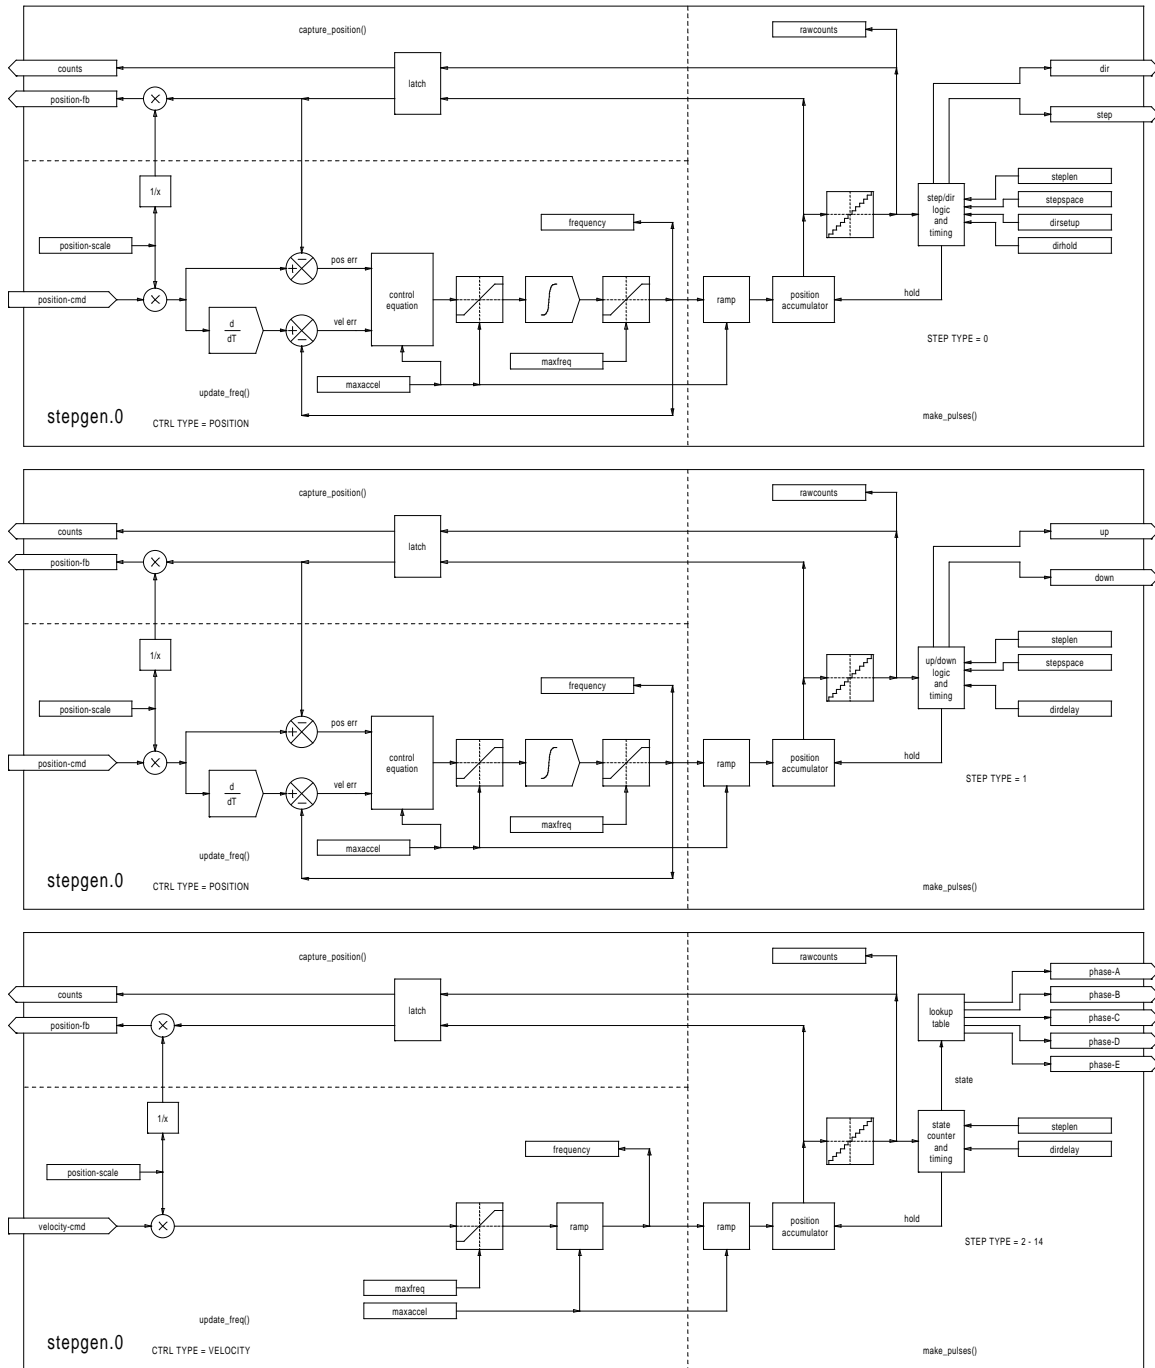 capture_position()
rawcounts
counts
latch
dir
position-fb
×
step
1/x
step/dir
logic
and
timing
steplen
stepspace
dirsetup
dirhold
frequency
position-scale
pos err
position-cmd
×
control
equation
ramp
position
accumulator
hold
d
dT
vel err
STEP TYPE = 0
maxfreq
maxaccel
update_freq()
stepgen.0
CTRL TYPE = POSITION
make_pulses()
capture_position()
rawcounts
counts
latch
up
position-fb
×
down
1/x
up/down
logic
and
timing
steplen
stepspace
dirdelay
frequency
position-scale
pos err
position-cmd
×
control
equation
ramp
position
accumulator
hold
d
dT
vel err
STEP TYPE = 1
maxfreq
maxaccel
update_freq()
stepgen.0
CTRL TYPE = POSITION
make_pulses()
capture_position()
rawcounts
counts
latch
lookup
table
phase-A
phase-B
phase-C
phase-D
phase-E
position-fb
×
state
1/x
state
counter
and
timing
steplen
dirdelay
frequency
position-scale
velocity-cmd
×
ramp
ramp
position
accumulator
hold
STEP TYPE = 2 - 14
maxfreq
maxaccel
update_freq()
stepgen.0
CTRL TYPE = VELOCITY
make_pulses()